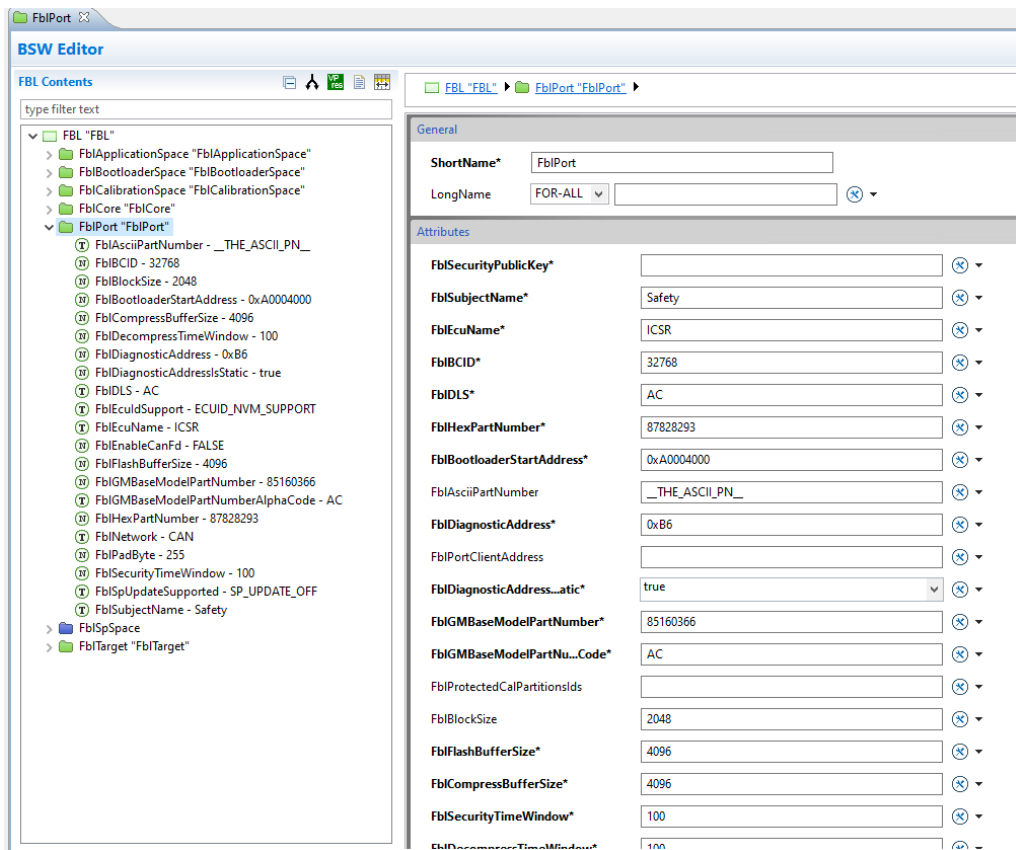 FblPort
BSW Editor
FBL Contents
VP
res
type filter text
FBL "FBL"
FblApplicationSpace "FblApplicationSpace"
FblBootloaderSpace "FblBootloaderSpace"
FblCalibrationSpace "FblCalibrationSpace"
FblCore "FblCore"
FblPort "FblPort"
T FblAsciiPartNumber - __THE_ASCII_PN__
N FblBCID - 32768
N FblBlockSize - 2048
N FblBootloaderStartAddress - 0xA0004000
N FblCompressBufferSize - 4096
N FblDecompressTimeWindow - 100
N FblDiagnosticAddress - 0xB6
N FblDiagnosticAddressIsStatic - true
T FblDLS - AC
T FblEcuIdSupport - ECUID_NVM_SUPPORT
T FblEcuName - ICSR
N FblEnableCanFd - FALSE
N FblFlashBufferSize - 4096
N FblGMBaseModelPartNumber - 85160366
T FblGMBaseModelPartNumberAlphaCode - AC
N FblHexPartNumber - 87828293
T FblNetwork - CAN
N FblPadByte - 255
N FblSecurityTimeWindow - 100
T FblSpUpdateSupported - SP_UPDATE_OFF
T FblSubjectName - Safety
FblSpSpace
FblTarget "FblTarget"
FBL "FBL" FblPort "FblPort"
General
ShortName* FblPort
LongName FOR-ALL
Attributes
FblSecurityPublicKey*
FblSubjectName* Safety
FblEcuName* ICSR
FblBCID* 32768
FblDLS* AC
FblHexPartNumber* 87828293
FblBootloaderStartAddress* 0xA0004000
FblAsciiPartNumber __THE_ASCII_PN__
FblDiagnosticAddress* 0xB6
FblPortClientAddress
FblDiagnosticAddress...atic* true
FblGMBaseModelPartNumber* 85160366
FblGMBaseModelPartNu...Code* AC
FblProtectedCalPartitionsIds
FblBlockSize 2048
FblFlashBufferSize* 4096
FblCompressBufferSize* 4096
FblSecurityTimeWindow* 100
FblDecompressTimeWindow* 100